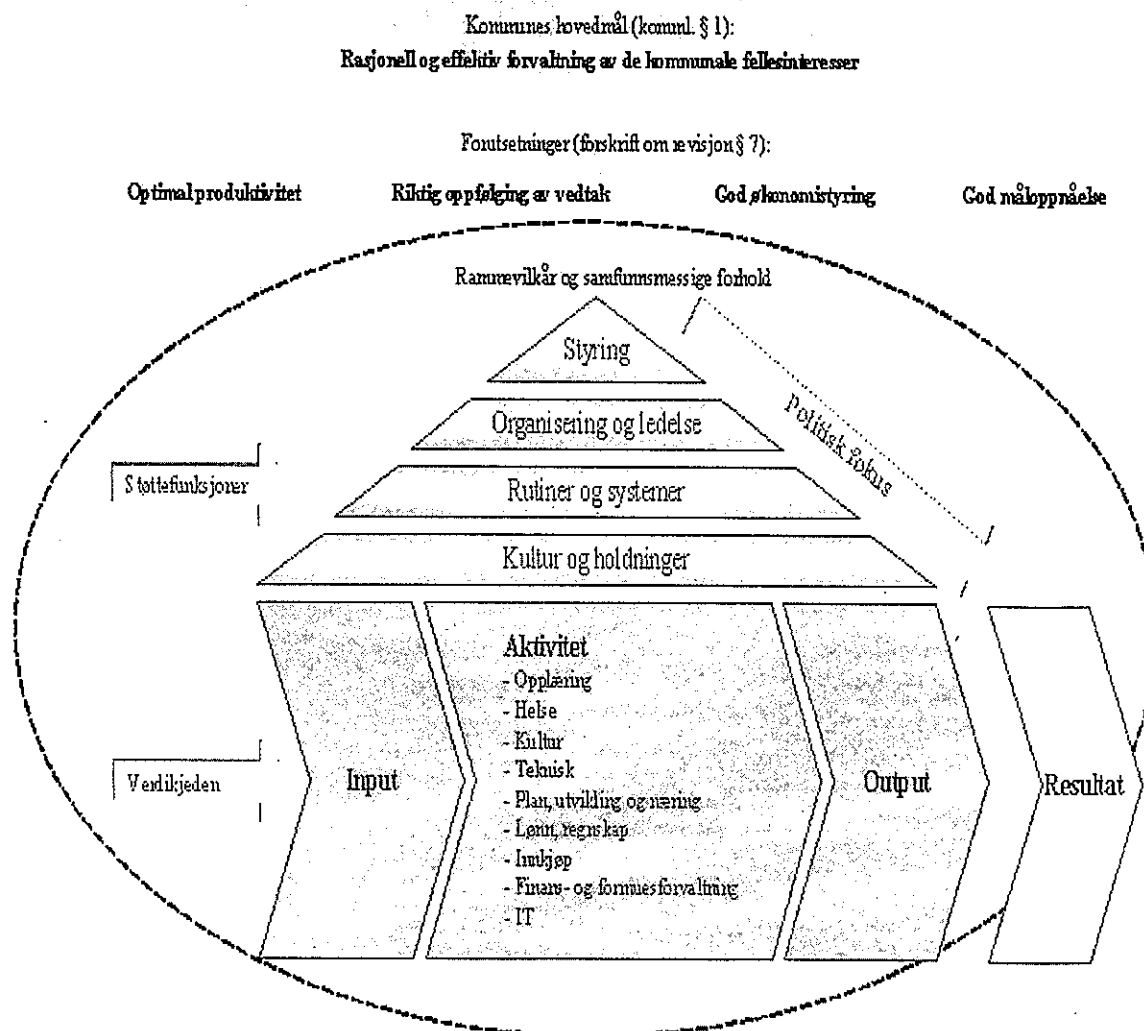 Kommunes hovedmål (komml. § 1):
Rasjonell og effektiv forvaltning av de kommunale fellesinteresser
Forutsetninger (forskrift om revisjon § 7):
Optimal produktivitet
Riktig oppfølging av vedtak
God økonomistyring
God måloppnåelse
Rammevilkår og samfunnsmessige forhold
Styring
Organisering og ledelse
Rutiner og systemer
Kultur og holdninger
Politisk fokus
Støttefunksjoner
Verdikjeden
Input
Aktivitet
- Opplæring
- Helse
- Kultur
- Teknisk
- Plan, utvikling og næring
- Lønn, regnskap
- Innkjøp
- Finans- og formuesforvaltning
- IT
Output
Resultat